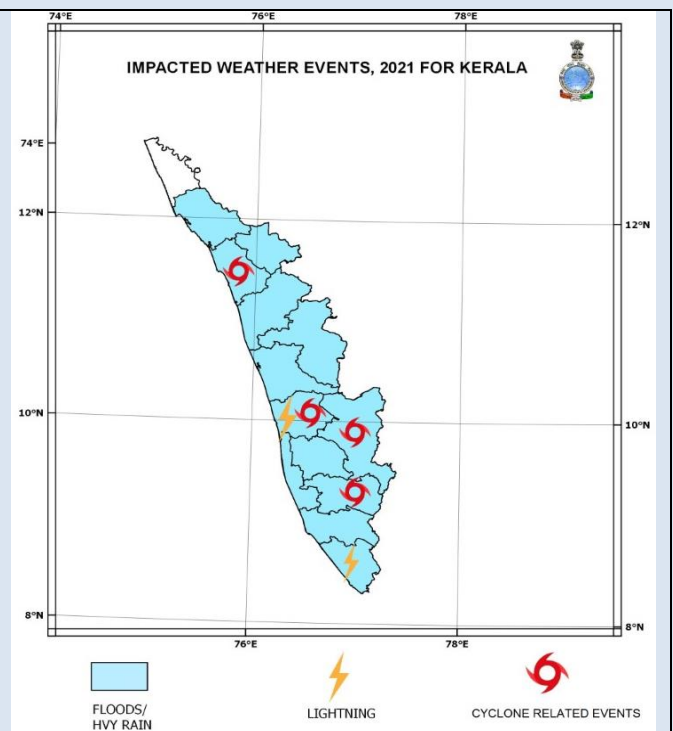 74°E 76°E 78°E
IMPACTED WEATHER EVENTS, 2021 FOR KERALA
74°E
12°N 12°N
10°N 10°N
8°N 8°N
76°E 78°E
FLOODS/
HVY RAIN
LIGHTNING
CYCLONE RELATED EVENTS